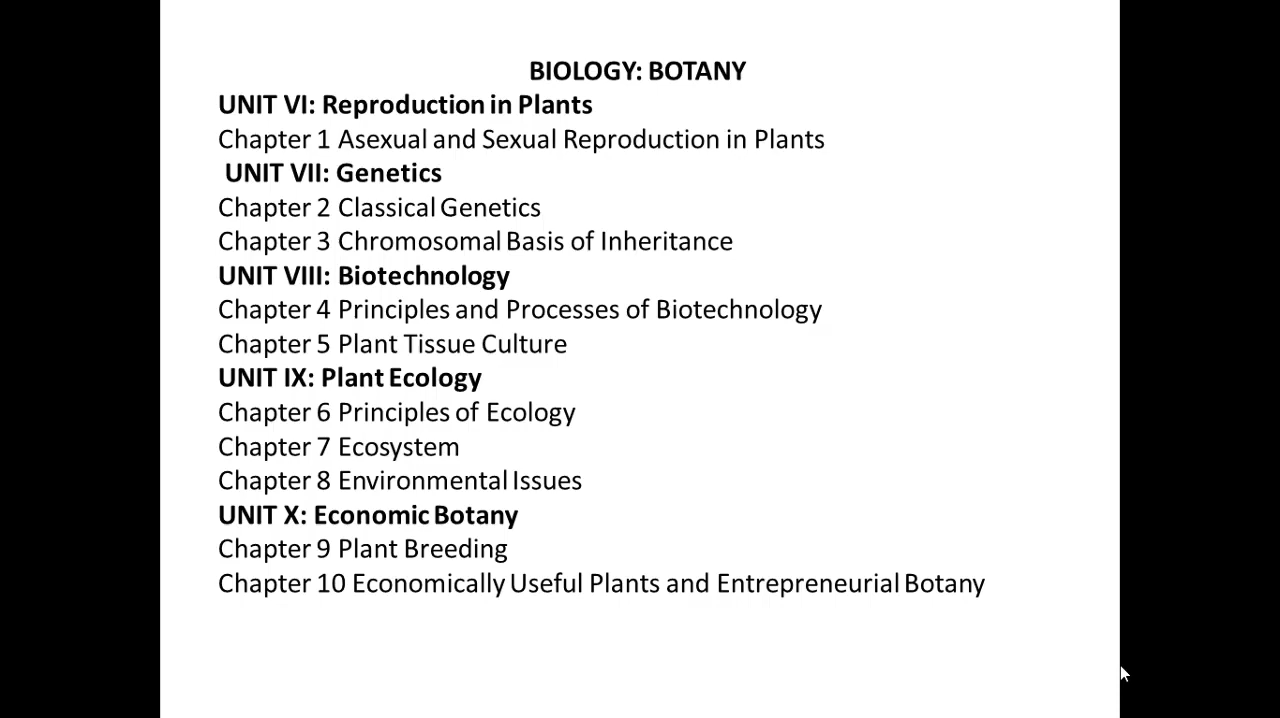 BIOLOGY: BOTANY
UNIT VI: Reproduction in Plants
Chapter 1 Asexual and Sexual Reproduction in Plants
UNIT VII: Genetics
Chapter 2 Classical Genetics
Chapter 3 Chromosomal Basis of Inheritance
UNIT VIII: Biotechnology
Chapter 4 Principles and Processes of Biotechnology
Chapter 5 Plant Tissue Culture
UNIT IX: Plant Ecology
Chapter 6 Principles of Ecology
Chapter 7 Ecosystem
Chapter 8 Environmental Issues
UNIT X: Economic Botany
Chapter 9 Plant Breeding
Chapter 10 Economically Useful Plants and Entrepreneurial Botany